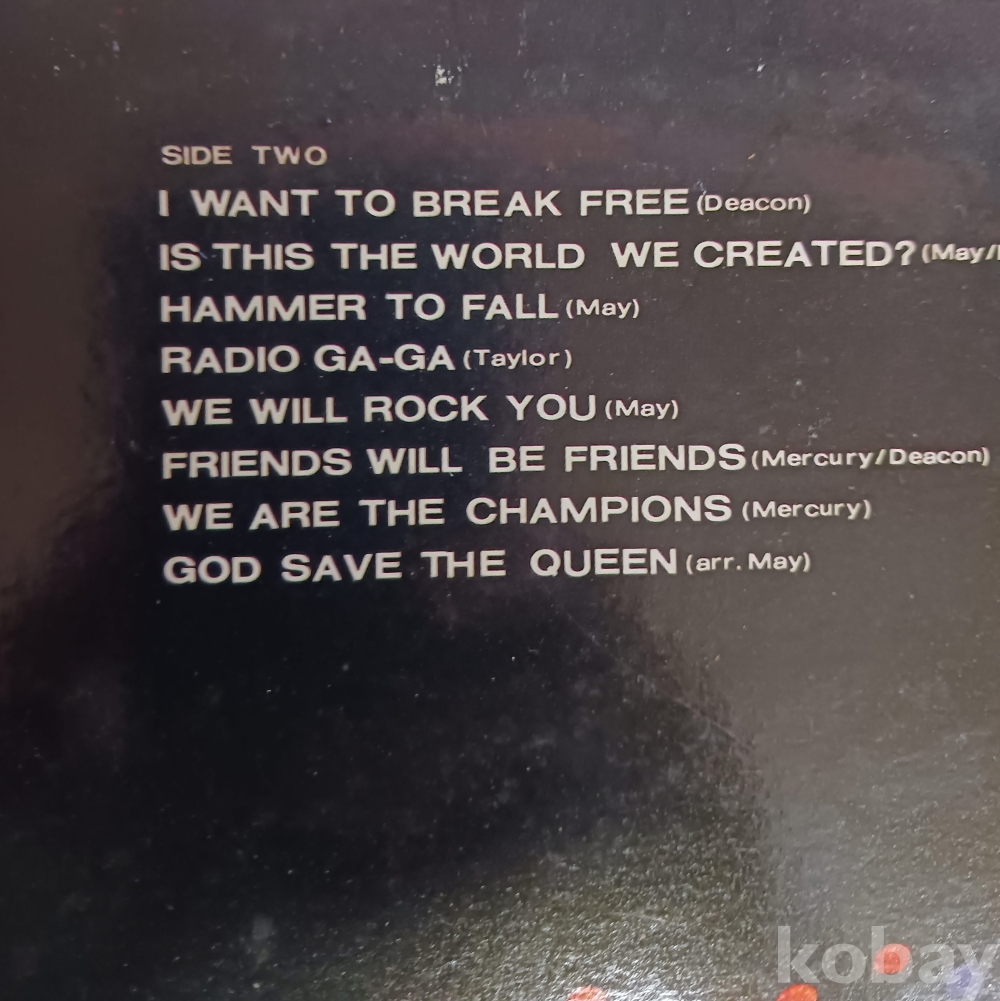 SIDE TWO
I WANT TO BREAK FREE (Deacon)
IS THIS THE WORLD WE CREATED? (May/
HAMMER TO FALL (May)
RADIO GA-GA (Taylor)
WE WILL ROCK YOU (May)
FRIENDS WILL BE FRIENDS (Mercury/Deacon)
WE ARE THE CHAMPIONS (Mercury)
GOD SAVE THE QUEEN (arr. May)
kobay